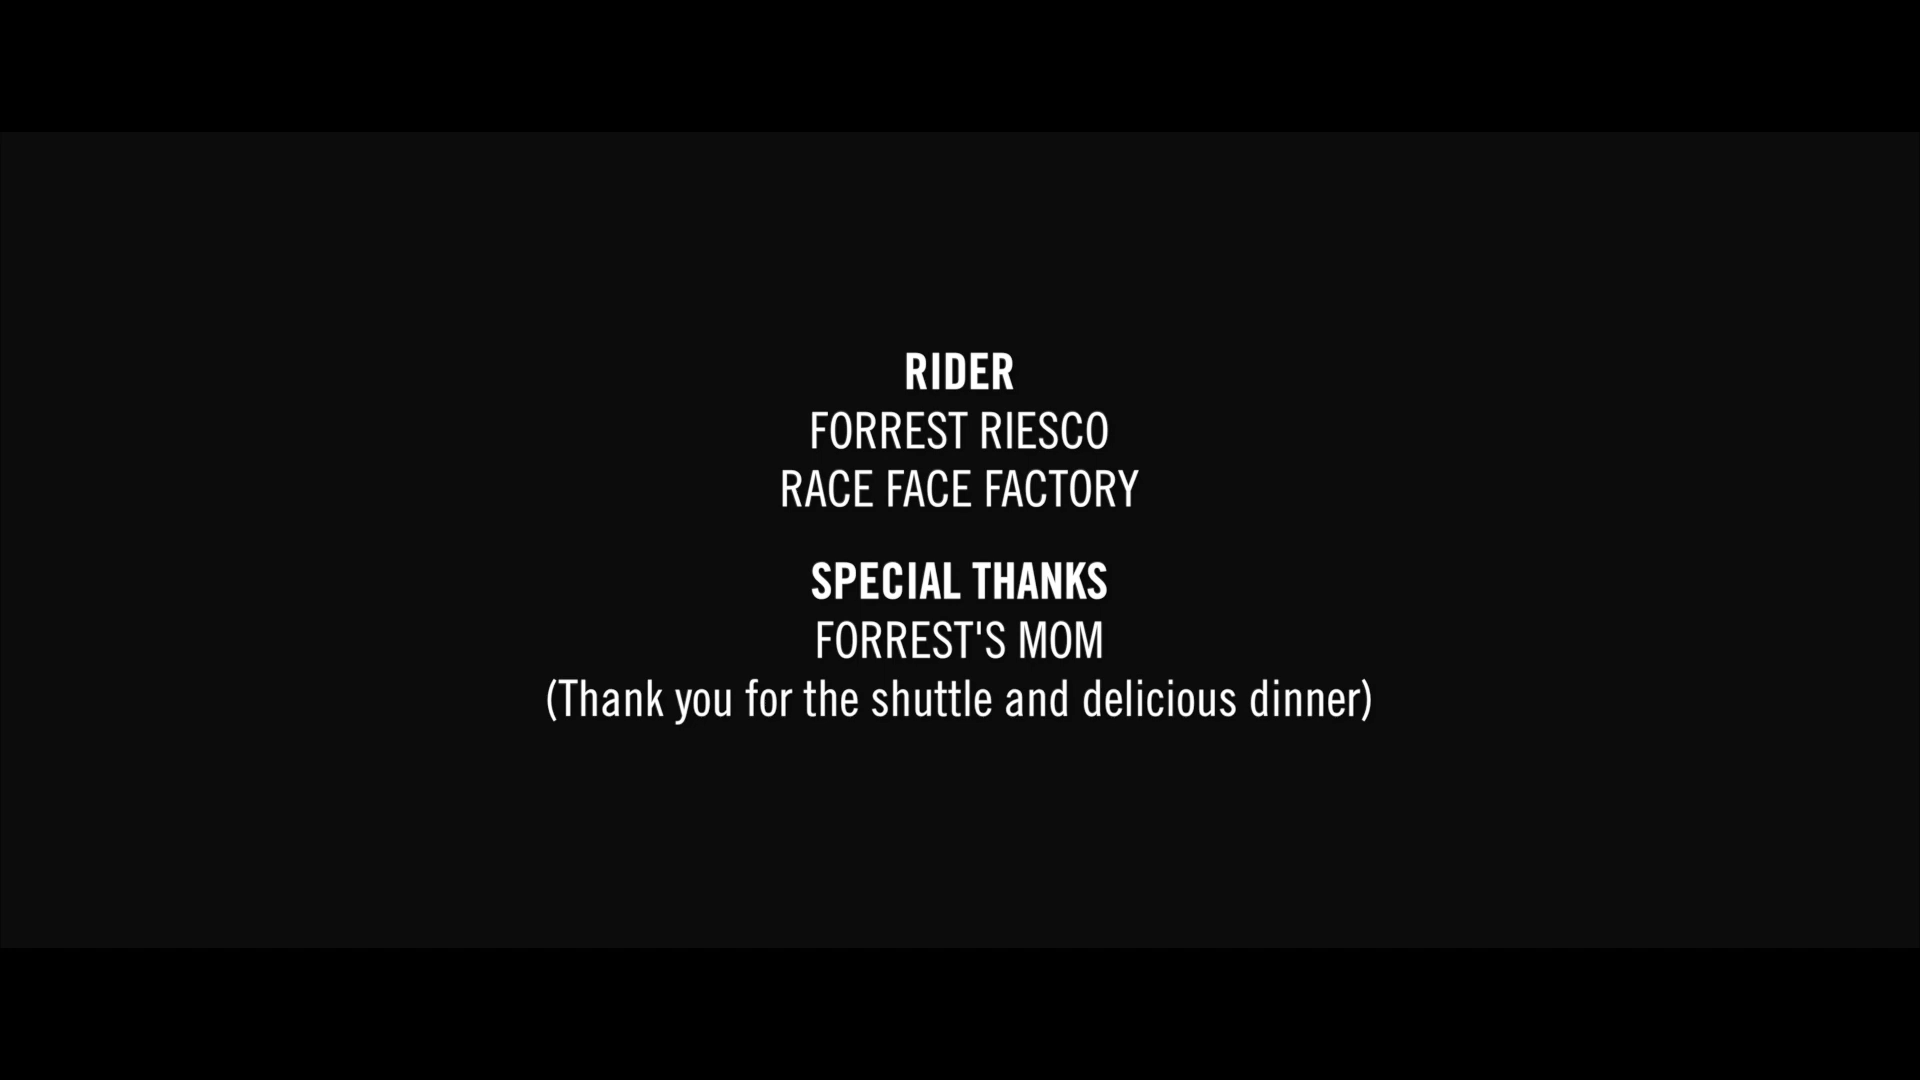 RIDER
FORREST RIESCO
RACE FACE FACTORY
SPECIAL THANKS
FORREST'S MOM
(Thank you for the shuttle and delicious dinner)